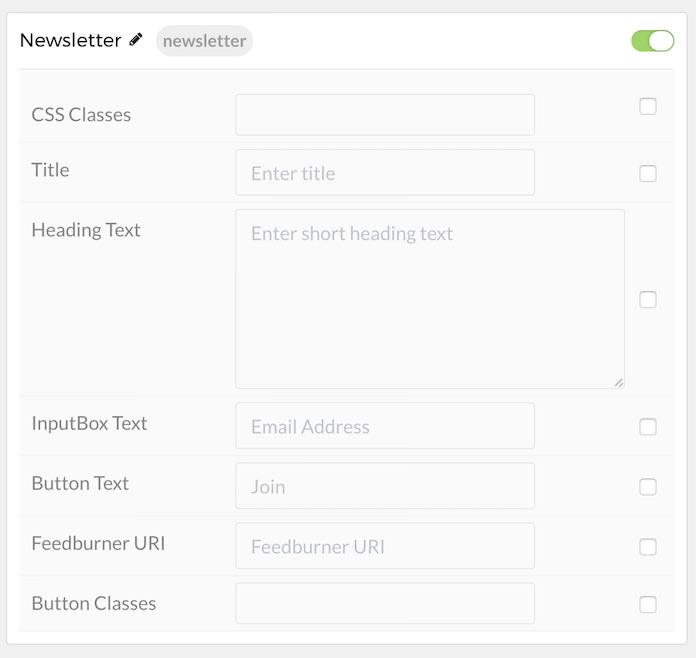 Newsletter newsletter
CSS Classes
Title Enter title
Heading Text Enter short heading text
InputBox Text Email Address
Button Text Join
Feedburner URI Feedburner URI
Button Classes